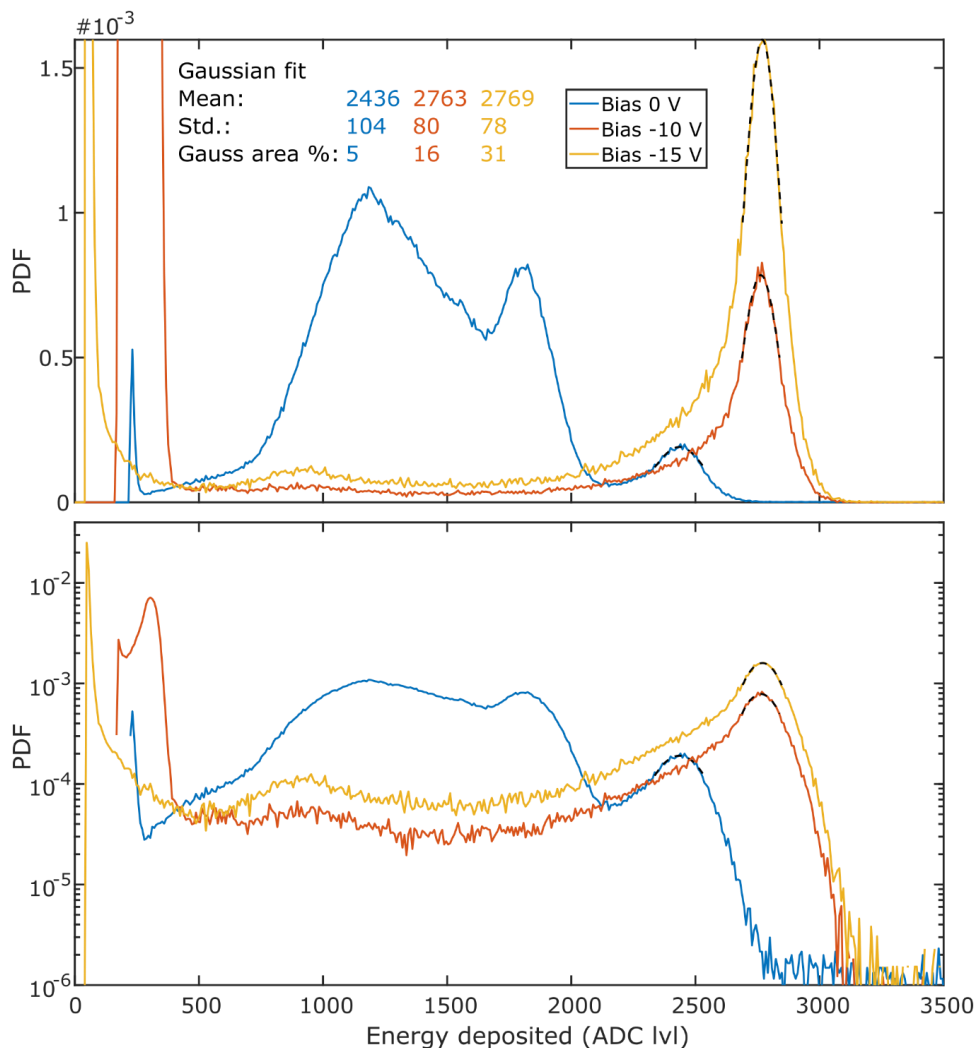 #10⁻³
1.5
1
0.5
0
PDF
Gaussian fit
Mean: 2436 2763 2769
Std.: 104 80 78
Gauss area %: 5 16 31
Bias 0 V
Bias -10 V
Bias -15 V
10⁻²
10⁻³
10⁻⁴
10⁻⁵
10⁻⁶
PDF
0 500 1000 1500 2000 2500 3000 3500
Energy deposited (ADC lvl)